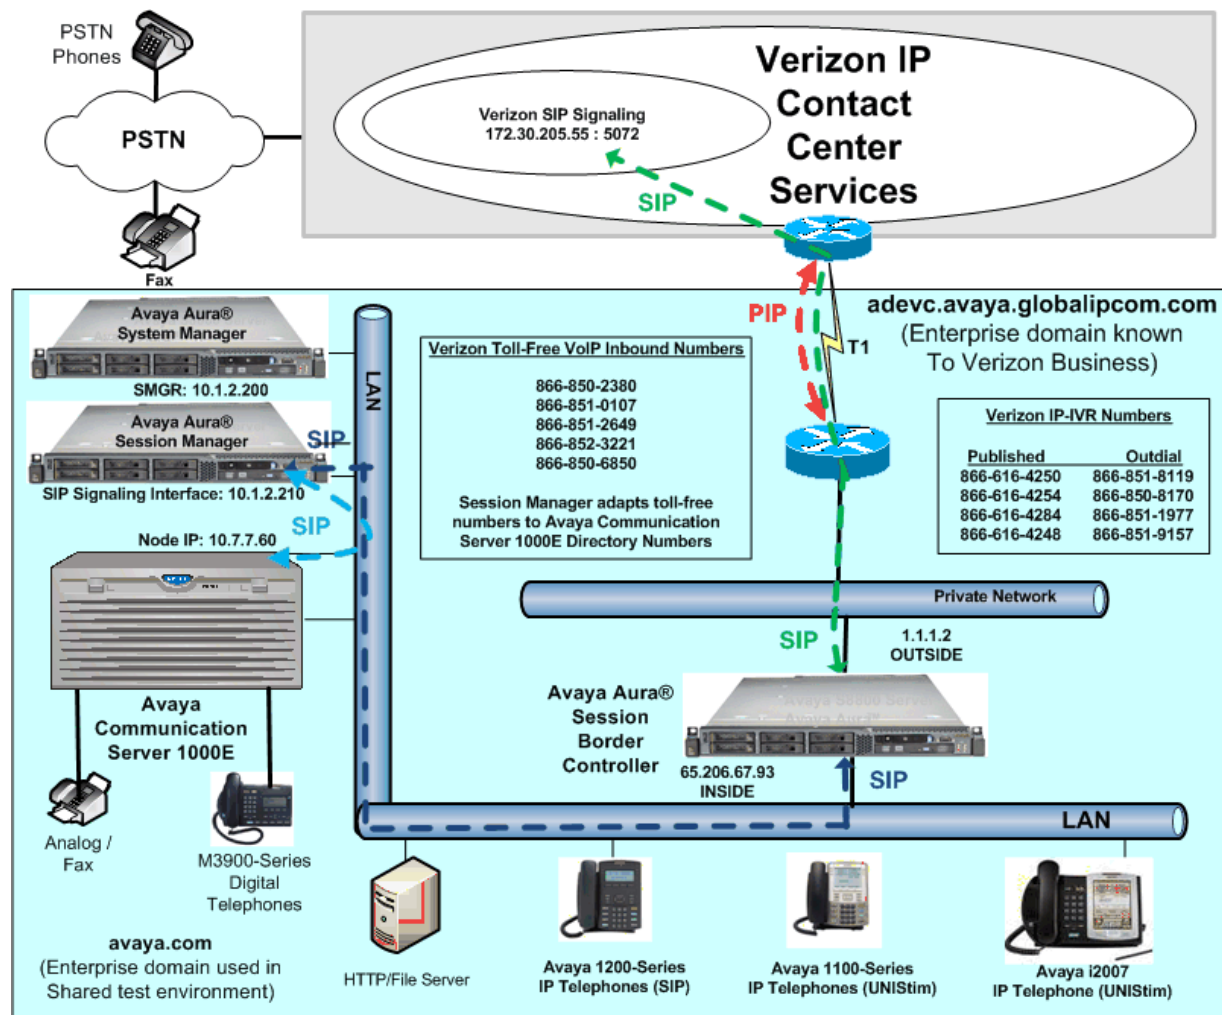 PSTN
Phones
PSTN
Fax
Verizon IP
Contact
Center
Services
Verizon SIP Signaling
172.30.205.55 : 5072
SIP
PIP
T1
adevc.avaya.globalipcom.com
(Enterprise domain known
To Verizon Business)
Avaya Aura®
System Manager
SMGR: 10.1.2.200
Avaya Aura®
Session Manager
SIP
SIP Signaling Interface: 10.1.2.210
SIP
Node IP: 10.7.7.60
LAN
Verizon Toll-Free VoIP Inbound Numbers
866-850-2380
866-851-0107
866-851-2649
866-852-3221
866-850-6850
Session Manager adapts toll-free
numbers to Avaya Communication
Server 1000E Directory Numbers
Verizon IP-IVR Numbers
Published Outdial
866-616-4250 866-851-8119
866-616-4254 866-850-8170
866-616-4284 866-851-1977
866-616-4248 866-851-9157
Private Network
SIP
1.1.1.2
OUTSIDE
Avaya Aura®
Session
Border
Controller
65.206.67.93
INSIDE
SIP
LAN
Avaya
Communication
Server 1000E
Analog /
Fax
M3900-Series
Digital
Telephones
avaya.com
(Enterprise domain used in
Shared test environment)
HTTP/File Server
Avaya 1200-Series
IP Telephones (SIP)
Avaya 1100-Series
IP Telephones (UNIStim)
Avaya i2007
IP Telephone (UNIStim)